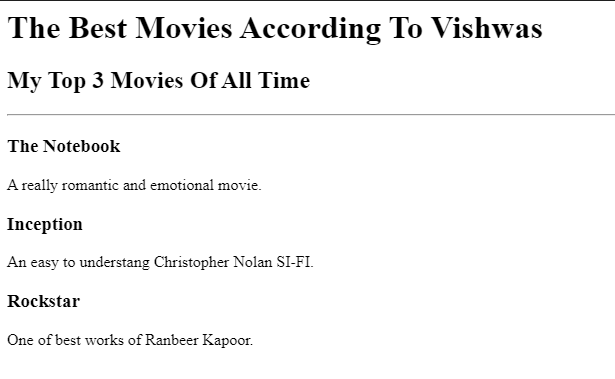 The Best Movies According To Vishwas
My Top 3 Movies Of All Time
The Notebook
A really romantic and emotional movie.
Inception
An easy to understang Christopher Nolan SI-FI.
Rockstar
One of best works of Ranbeer Kapoor.